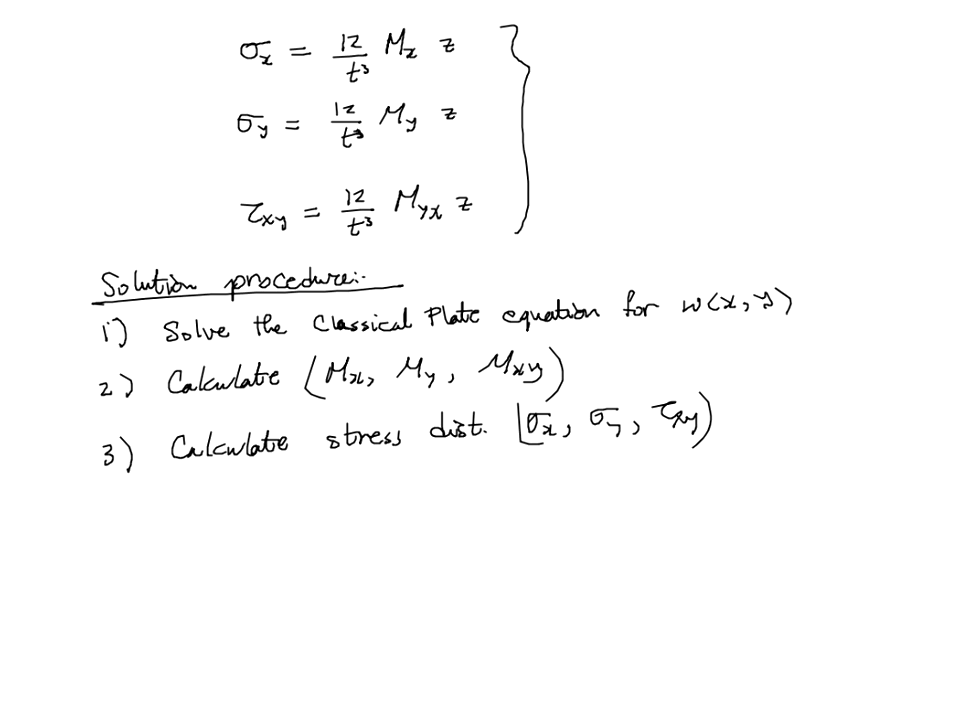 σx = 12/t³ Mx z
σy = 12/t³ My z
τxy = 12/t³ Myx z
Solution procedure:-
1) Solve the Classical Plate equation for w(x,y)
2) Calculate (Mx, My, Mxy)
3) Calculate stress dist. (σx, σy, τxy)